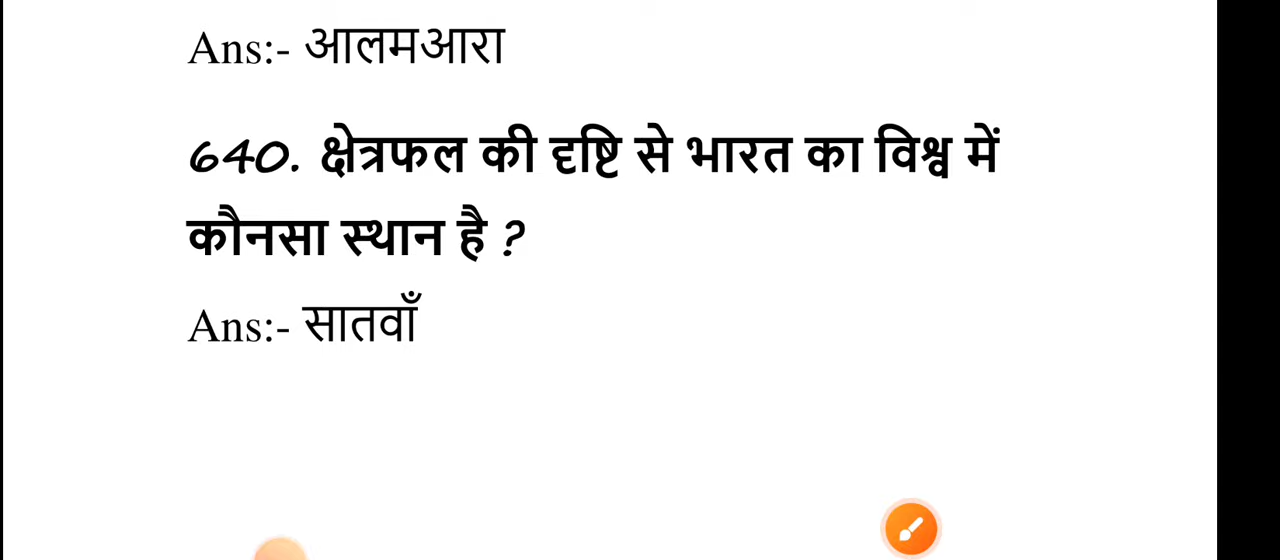 Ans:- आलमआरा
640. क्षेत्रफल की दृष्टि से भारत का विश्व में
कौनसा स्थान है ?
Ans:- सातवाँ